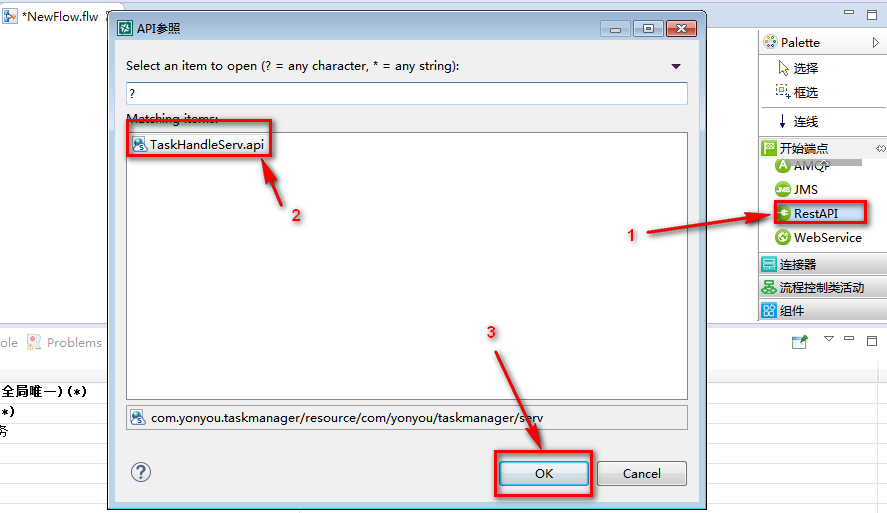 *NewFlow.flw
API参照
Select an item to open (? = any character, * = any string):
?
Matching items:
TaskHandleServ.api
2
3
com.yonyou.taskmanager/resource/com/yonyou/taskmanager/serv
OK
Cancel
Palette
选择
框选
连线
开始端点
AMQP
JMS
1
RestAPI
WebService
连接器
流程控制类活动
组件
ole
Problems
全局唯一)(*)
*)
务